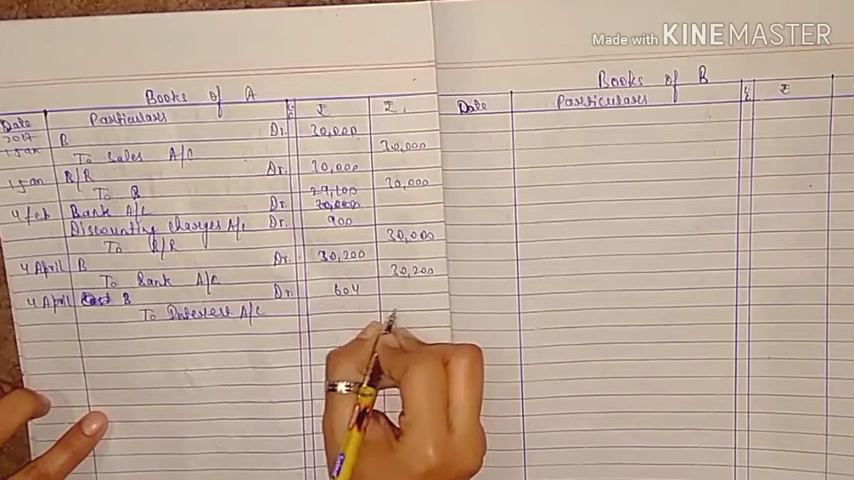 Made with KINEMASTER
Books of A
Date Particulars L.F. ₹ ₹
2017
1 Jan B Dr. 30,000
To Sales A/C 30,000
1 Jan B/R Dr. 30,000
To B 30,000
29,100
4 Feb Bank A/C Dr. 30,000
Discounting charges A/c Dr. 900
To B/R 30,000
4 April B Dr. 30,200
To Bank A/C 30,200
4 April B Dr. 604
To Interest A/C
Books of B
Date Particulars L.F. ₹